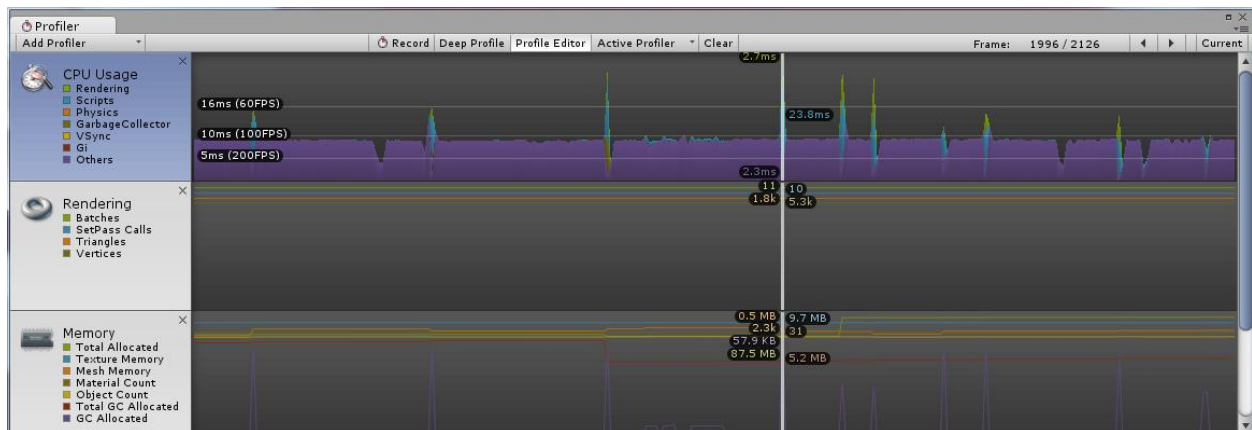 Profiler
Add Profiler
Record Deep Profile Profile Editor Active Profiler Clear
Frame: 1996 / 2126 Current
CPU Usage
Rendering
Scripts
Physics
GarbageCollector
VSync
Gi
Others
16ms (60FPS)
10ms (100FPS)
5ms (200FPS)
2.7ms
23.8ms
2.3ms
Rendering
Batches
SetPass Calls
Triangles
Vertices
11 10
1.8k 5.3k
Memory
Total Allocated
Texture Memory
Mesh Memory
Material Count
Object Count
Total GC Allocated
GC Allocated
0.5 MB 9.7 MB
2.3k 31
57.9 KB
87.5 MB 5.2 MB